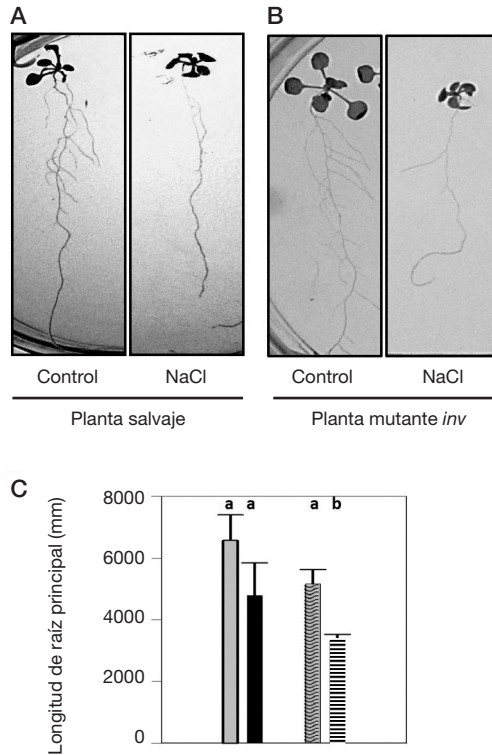 A
B
Control
NaCl
Control
NaCl
Planta salvaje
Planta mutante inv
C
Longitud de raíz principal (mm)
8000
6000
4000
2000
0
a a a b